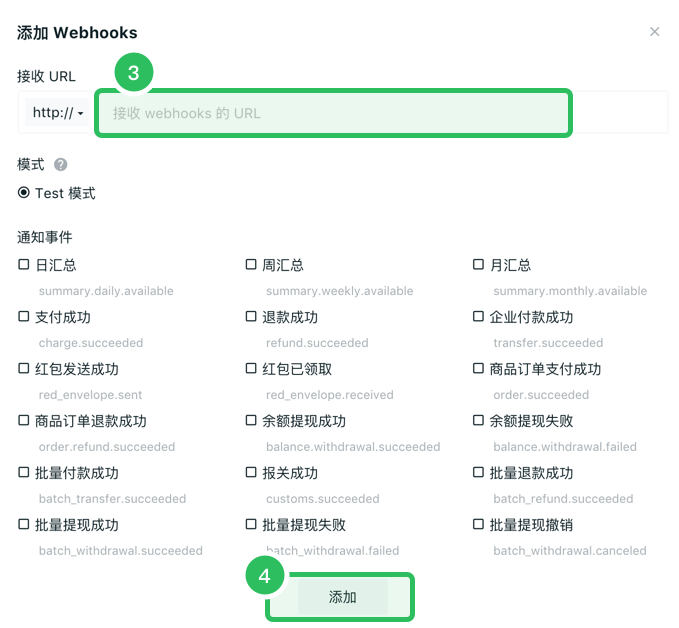 添加 Webhooks
3
接收 URL
http://
接收 webhooks 的 URL
模式 ?
Test 模式
通知事件
日汇总 周汇总 月汇总
summary.daily.available summary.weekly.available summary.monthly.available
支付成功 退款成功 企业付款成功
charge.succeeded refund.succeeded transfer.succeeded
红包发送成功 红包已领取 商品订单支付成功
red_envelope.sent red_envelope.received order.succeeded
商品订单退款成功 余额提现成功 余额提现失败
order.refund.succeeded balance.withdrawal.succeeded balance.withdrawal.failed
批量付款成功 报关成功 批量退款成功
batch_transfer.succeeded customs.succeeded batch_refund.succeeded
批量提现成功 批量提现失败 批量提现撤销
batch_withdrawal.succeeded batch_withdrawal.failed batch_withdrawal.canceled
4
添加